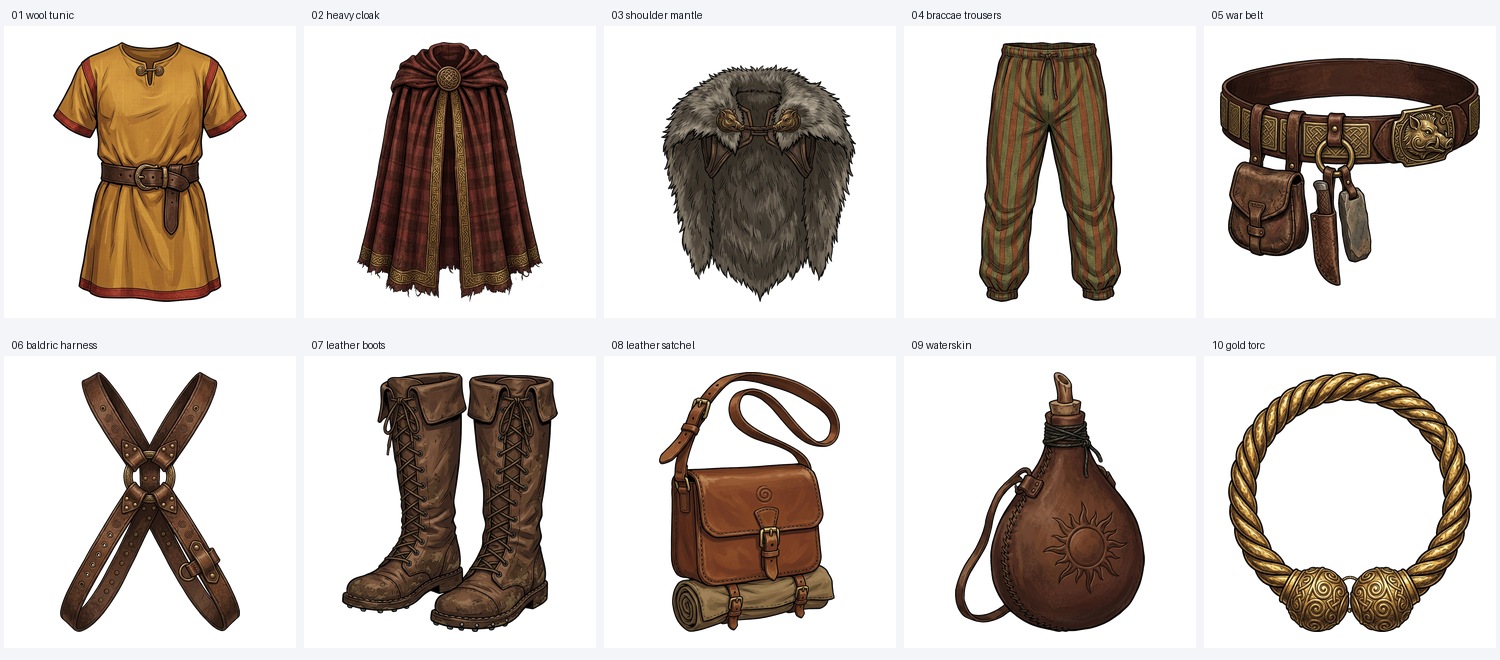 01 wool tunic
02 heavy cloak
03 shoulder mantle
04 braccae trousers
05 war belt
06 baldric harness
07 leather boots
08 leather satchel
09 waterskin
10 gold torc